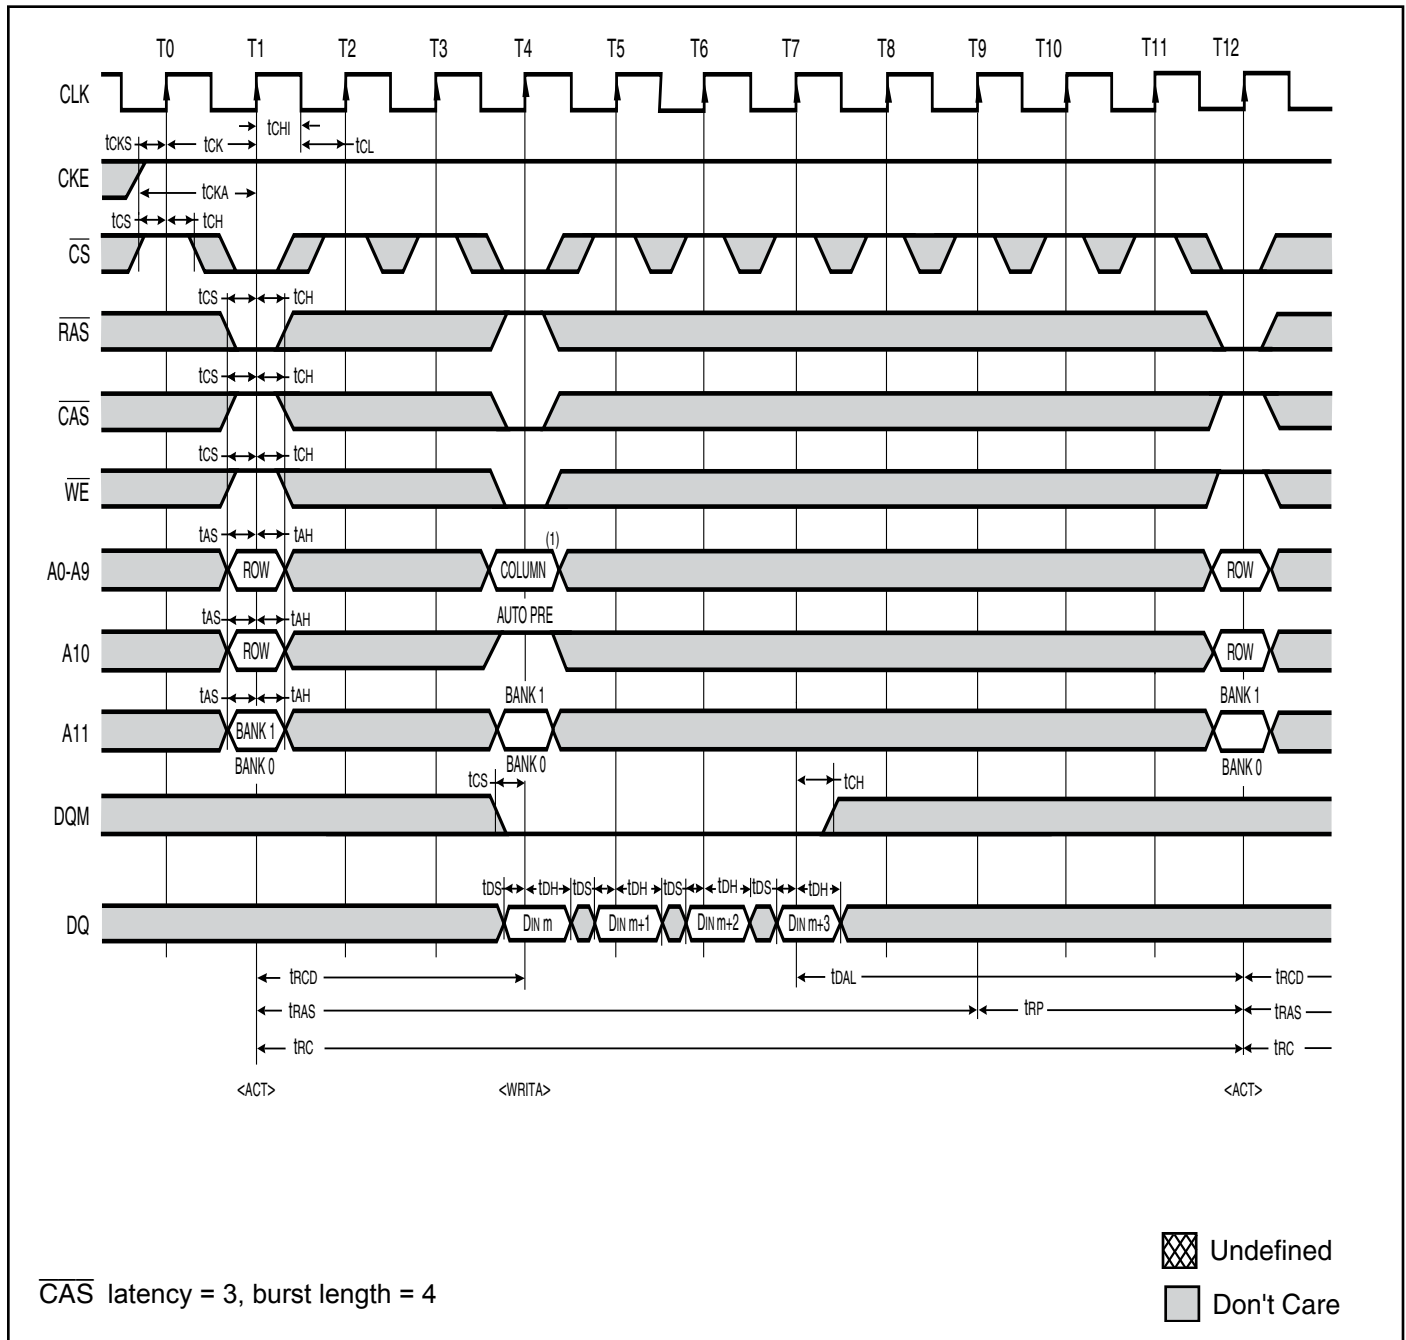 T0 T1 T2 T3 T4 T5 T6 T7 T8 T9 T10 T11 T12
CLK
tCHI
tCKS tCK tCL
CKE
tCKA
tCS tCH
CS
tCS tCH
RAS
tCS tCH
CAS
tCS tCH
WE
tAS tAH (1)
A0-A9 ROW COLUMN ROW
tAS tAH AUTO PRE
A10 ROW ROW
tAS tAH BANK 1 BANK 1
A11 BANK 1
BANK 0 BANK 0 BANK 0
tCS tCH
DQM
tDS tDH tDS tDH tDS tDH tDS tDH
DQ DIN m DIN m+1 DIN m+2 DIN m+3
tRCD tDAL tRCD
tRAS tRP tRAS
tRC tRC
<ACT> <WRITA> <ACT>
Undefined
CAS latency = 3, burst length = 4
Don't Care